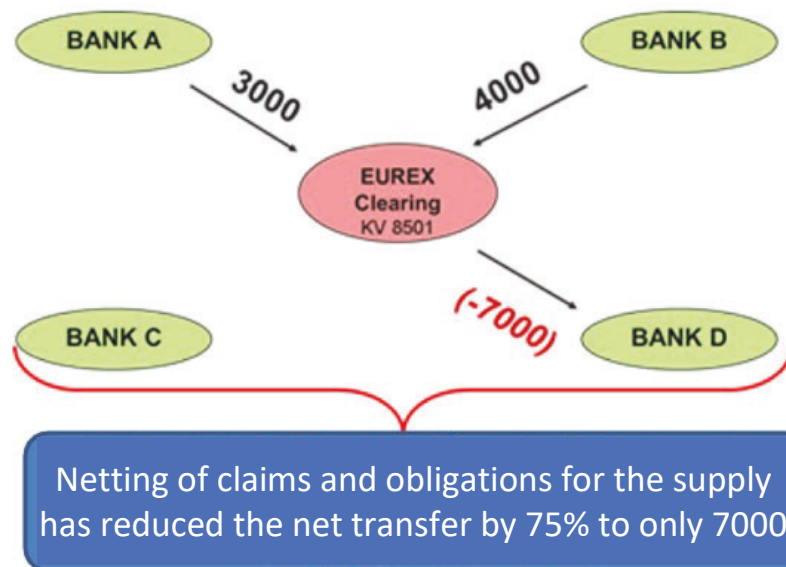 BANK A
BANK B
3000
4000
EUREX
Clearing
KV 8501
(-7000)
BANK C
BANK D
Netting of claims and obligations for the supply
has reduced the net transfer by 75% to only 7000